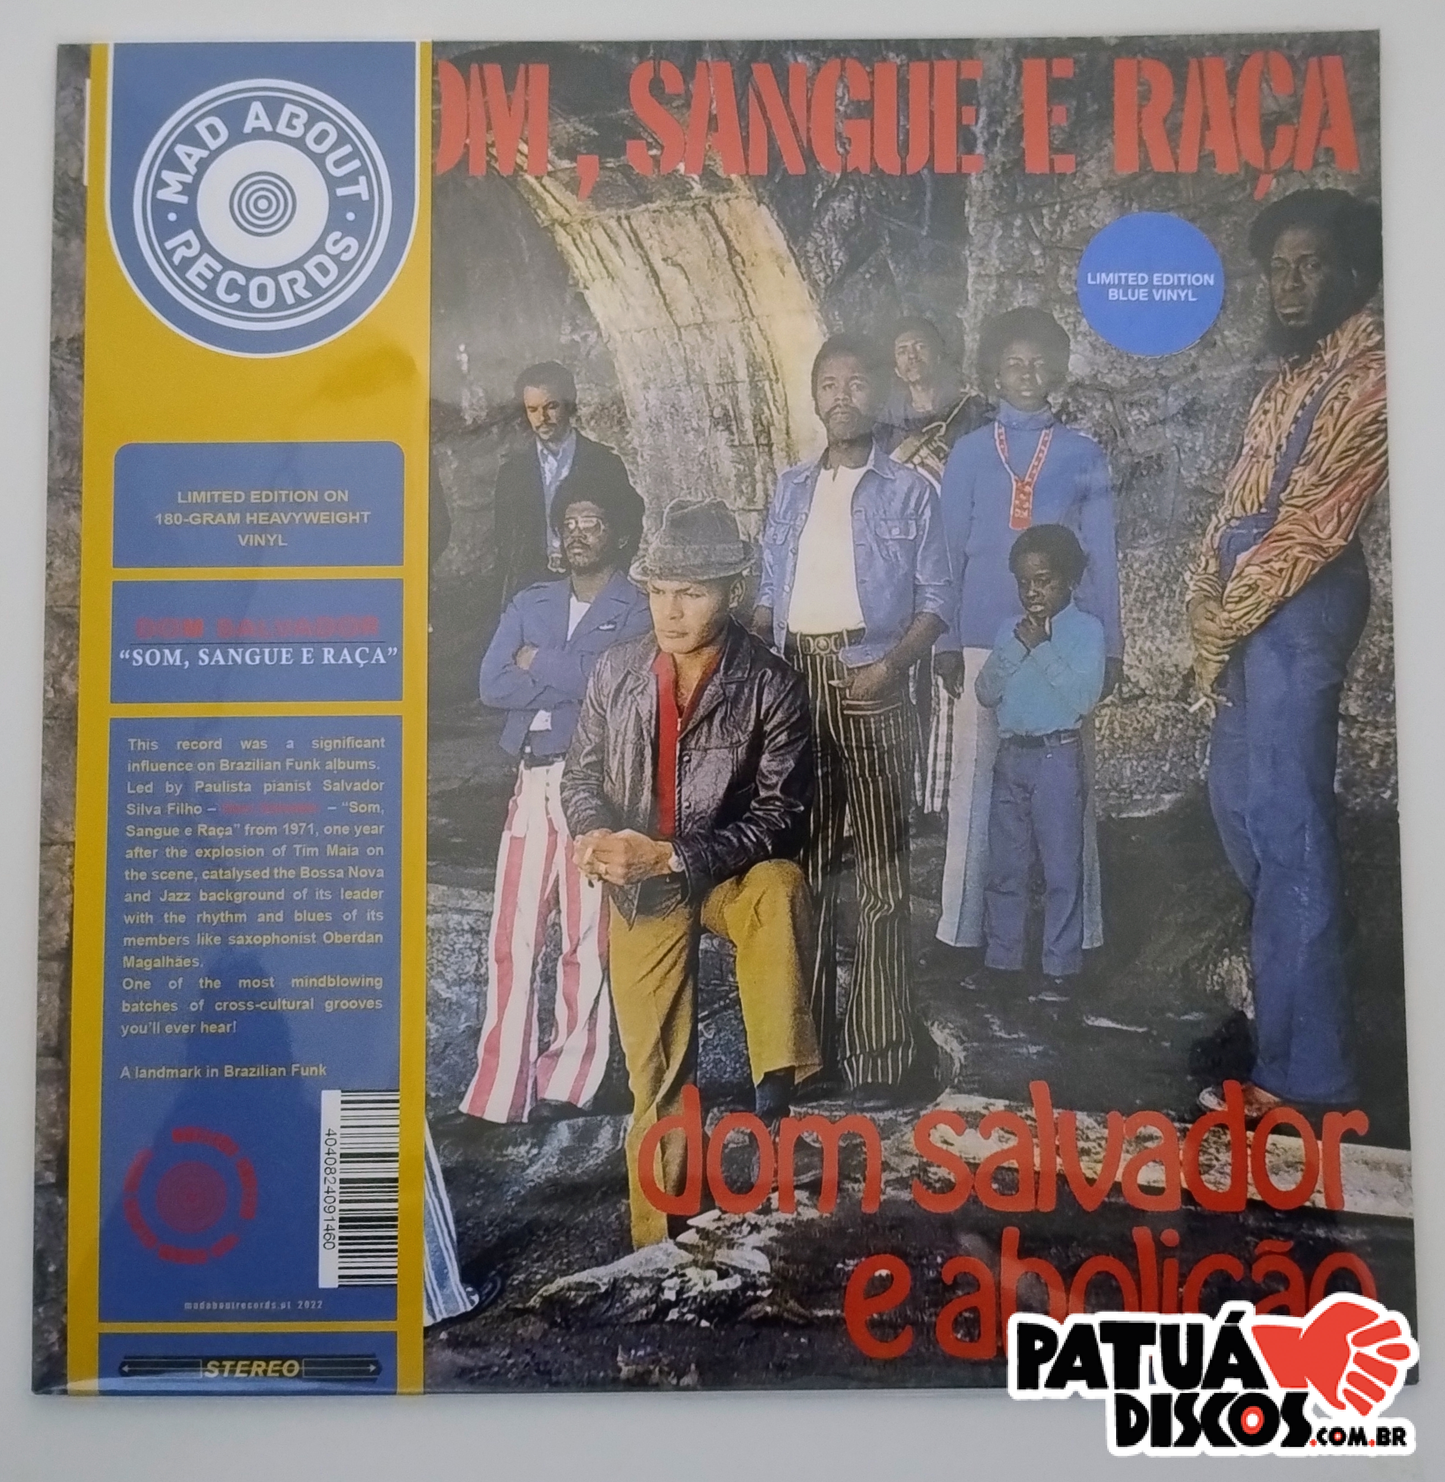 MAD ABOUT
· RECORDS ·
OM, SANGUE E RAÇA
LIMITED EDITION
BLUE VINYL
LIMITED EDITION ON
180-GRAM HEAVYWEIGHT
VINYL
DOM SALVADOR
“SOM, SANGUE E RAÇA”
This record was a significant
influence on Brazilian Funk albums.
Led by Paulista pianist Salvador
Silva Filho – – “Som,
Sangue e Raça” from 1971, one year
after the explosion of Tim Maia on
the scene, catalysed the Bossa Nova
and Jazz background of its leader
with the rhythm and blues of its
members like saxophonist Oberdan
Magalhães.
One of the most mindblowing
batches of cross-cultural grooves
you’ll ever hear!
A landmark in Brazilian Funk
4040824091460
madaboutrecords.pt 2022
STEREO
dom salvador
e abolição
PATUÁ
DISCOS.COM.BR